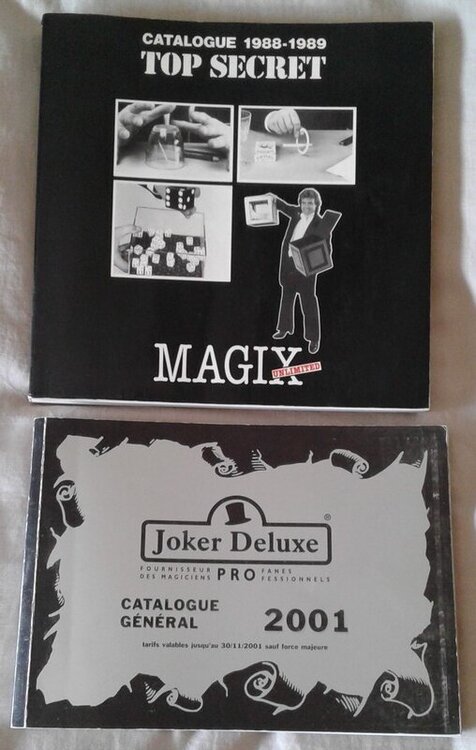 CATALOGUE 1988-1989
TOP SECRET
MAGIX
UNLIMITED
Joker Deluxe ®
FOURNISSEUR PRO FANES
DES MAGICIENS FESSIONNELS
CATALOGUE
GÉNÉRAL
2001
tarifs valables jusqu'au 30/11/2001 sauf force majeure